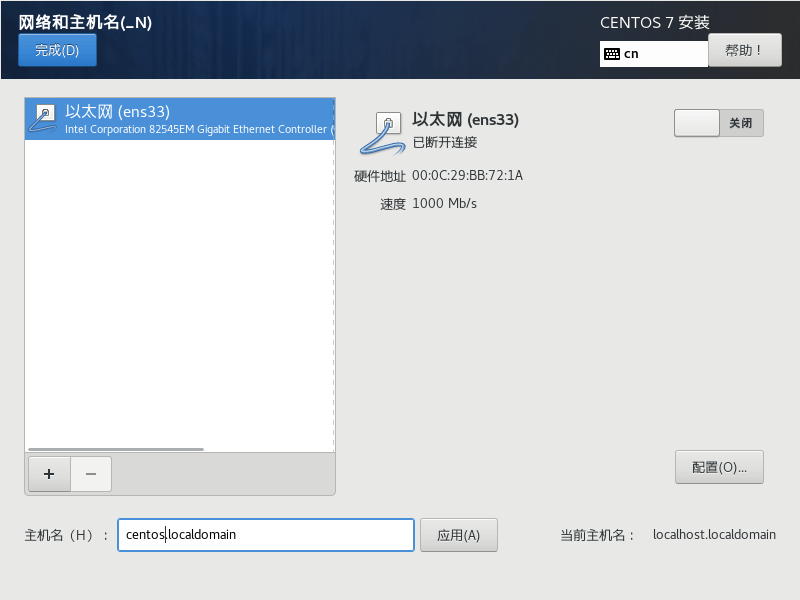 网络和主机名(_N)
CENTOS 7 安装
完成(D)
cn
帮助！
以太网 (ens33)
Intel Corporation 82545EM Gigabit Ethernet Controller (
以太网 (ens33)
已断开连接
关闭
硬件地址 00:0C:29:BB:72:1A
速度 1000 Mb/s
+
−
配置(O)...
主机名（H）：
centos.localdomain
应用(A)
当前主机名：
localhost.localdomain